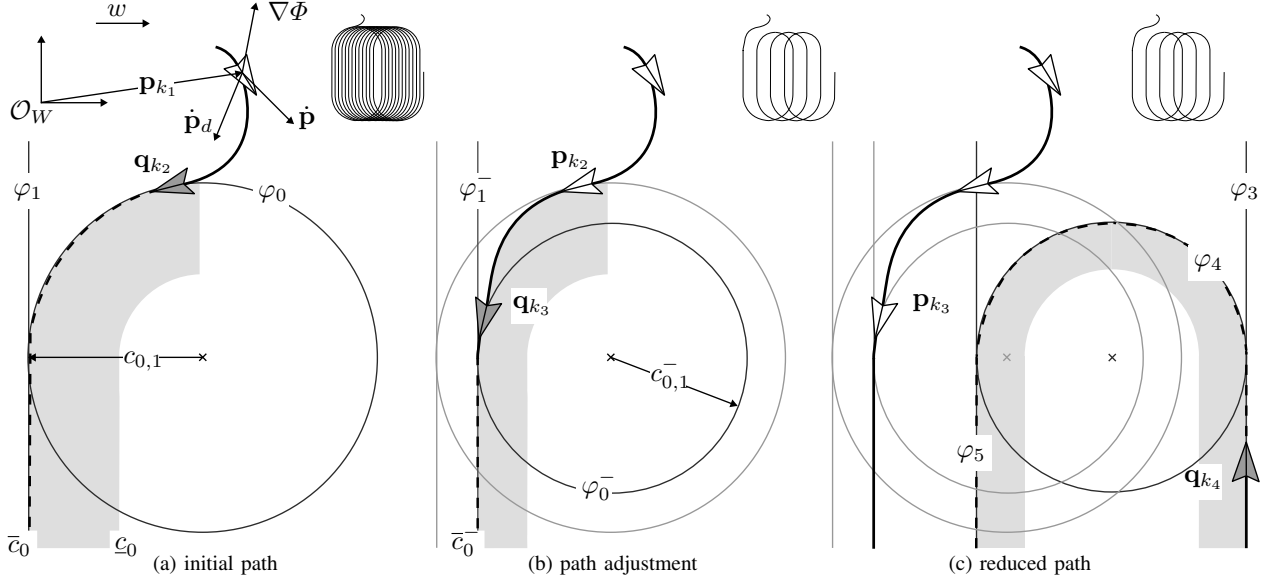 w
∇Φ
𝒪_W
𝐩_{k_1}
𝐩̇_d
𝐩̇
𝐪_{k_2}
φ_1
φ_0
c_{0,1}
c̅_0
c̲_0
(a) initial path
𝐩_{k_2}
φ_1^-
𝐪_{k_3}
c_{0,1}^-
φ_0^-
c̅_0^-
(b) path adjustment
φ_3
φ_4
𝐩_{k_3}
φ_5
𝐪_{k_4}
(c) reduced path